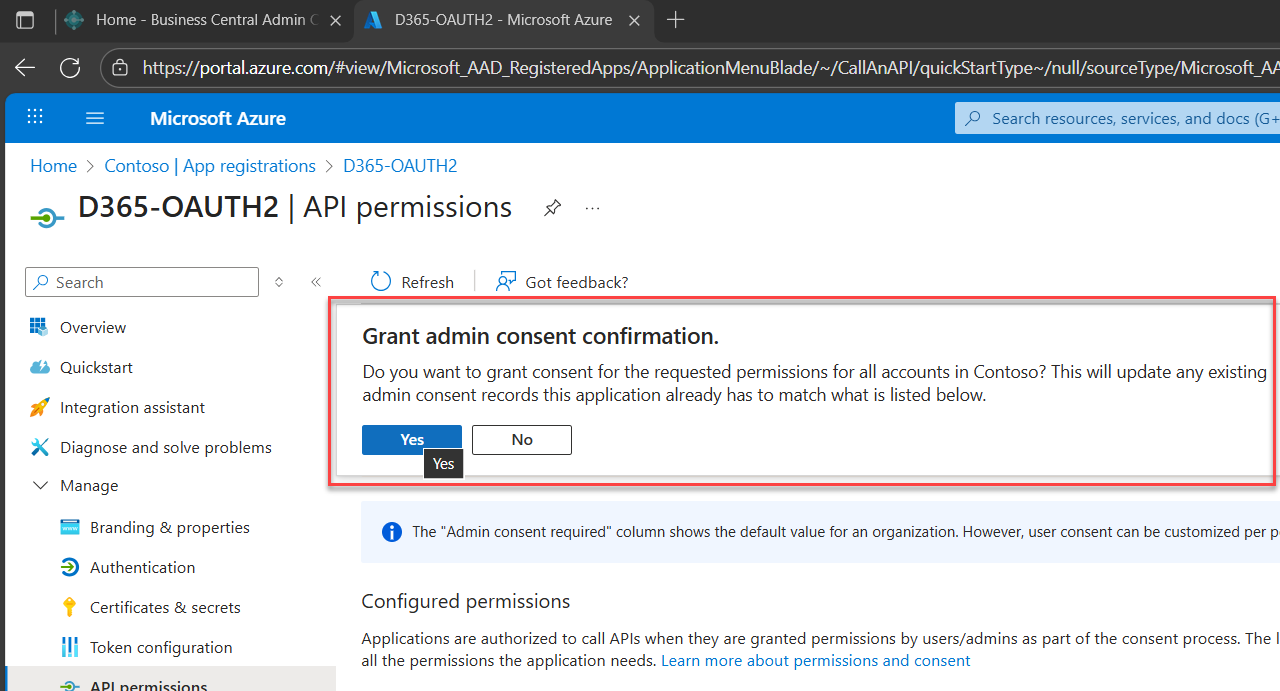 Home - Business Central Admin C
D365-OAUTH2 - Microsoft Azure
https://portal.azure.com/#view/Microsoft_AAD_RegisteredApps/ApplicationMenuBlade/~/CallAnAPI/quickStartType~/null/sourceType/Microsoft_AA
Microsoft Azure
Search resources, services, and docs (G+
Home > Contoso | App registrations > D365-OAUTH2
D365-OAUTH2 | API permissions
Search
Refresh
Got feedback?
Overview
Quickstart
Integration assistant
Diagnose and solve problems
Manage
Branding & properties
Authentication
Certificates & secrets
Token configuration
API permissions
Grant admin consent confirmation.
Do you want to grant consent for the requested permissions for all accounts in Contoso? This will update any existing
admin consent records this application already has to match what is listed below.
Yes
No
Yes
The "Admin consent required" column shows the default value for an organization. However, user consent can be customized per p
Configured permissions
Applications are authorized to call APIs when they are granted permissions by users/admins as part of the consent process. The l
all the permissions the application needs. Learn more about permissions and consent